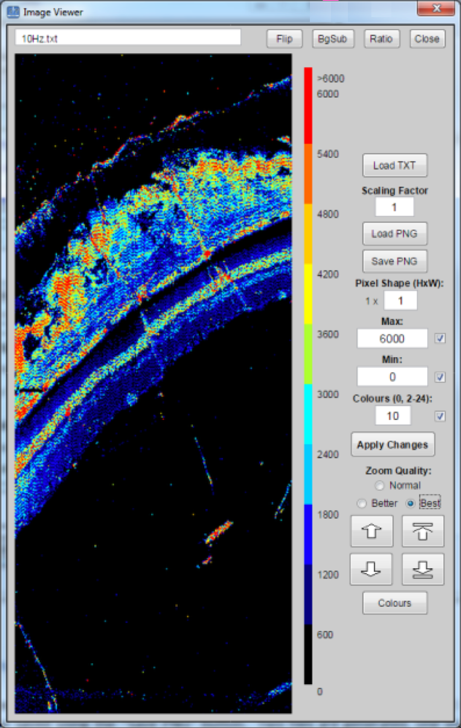 Image Viewer
10Hz.txt
Flip
BgSub
Ratio
Close
>6000
6000
5400
4800
4200
3600
3000
2400
1800
1200
600
0
Load TXT
Scaling Factor
1
Load PNG
Save PNG
Pixel Shape (HxW):
1 x 1
Max:
6000
Min:
0
Colours (0, 2-24):
10
Apply Changes
Zoom Quality:
Normal
Better Best
Colours